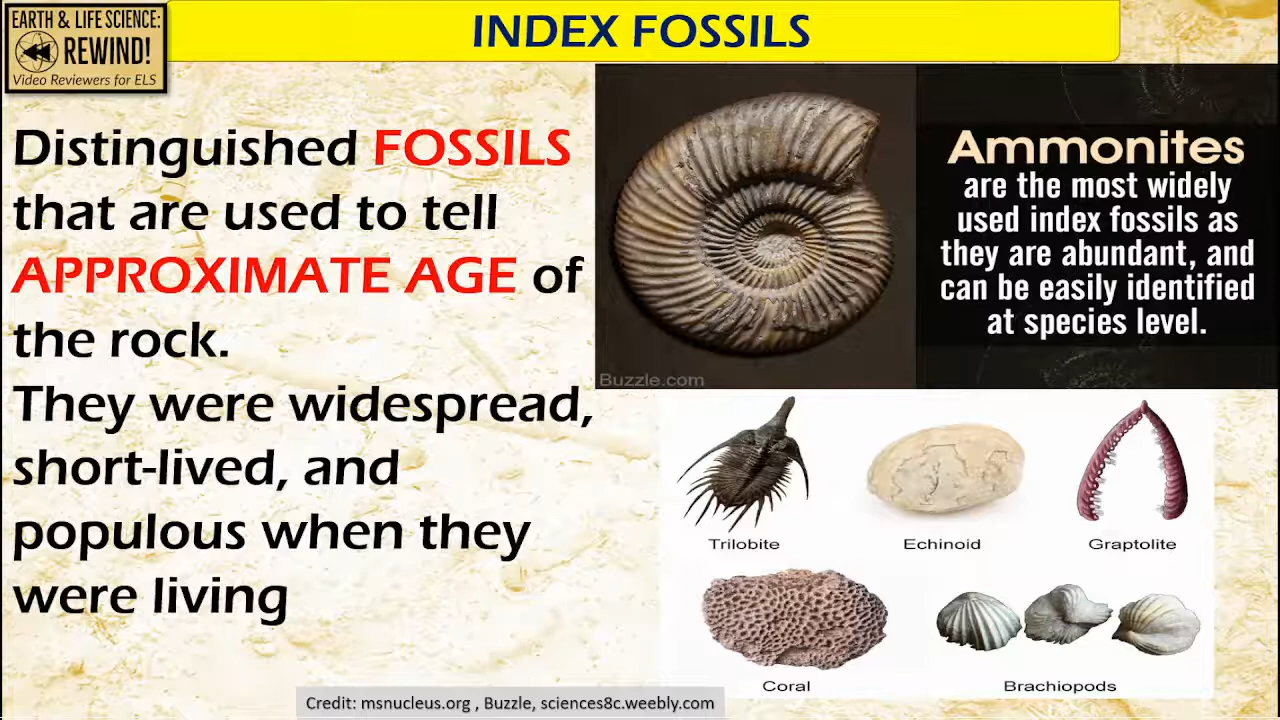 EARTH & LIFE SCIENCE:
REWIND!
Video Reviewers for ELS
INDEX FOSSILS
Distinguished FOSSILS
that are used to tell
APPROXIMATE AGE of
the rock.
They were widespread,
short-lived, and
populous when they
were living
Ammonites
are the most widely
used index fossils as
they are abundant, and
can be easily identified
at species level.
Buzzle.com
Trilobite
Echinoid
Graptolite
Coral
Brachiopods
Credit: msnucleus.org , Buzzle, sciences8c.weebly.com